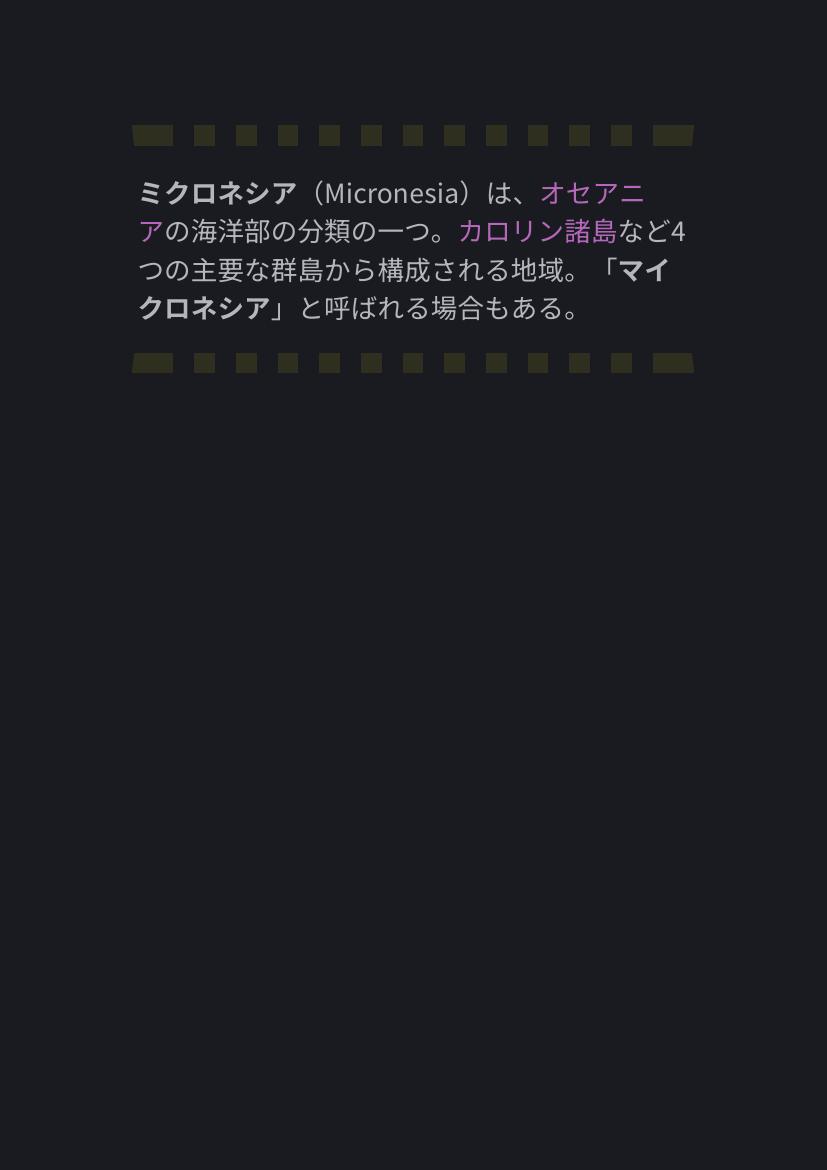 ミクロネシア（Micronesia）は、オセアニ
アの海洋部の分類の一つ。カロリン諸島など4
つの主要な群島から構成される地域。「マイ
クロネシア」と呼ばれる場合もある。